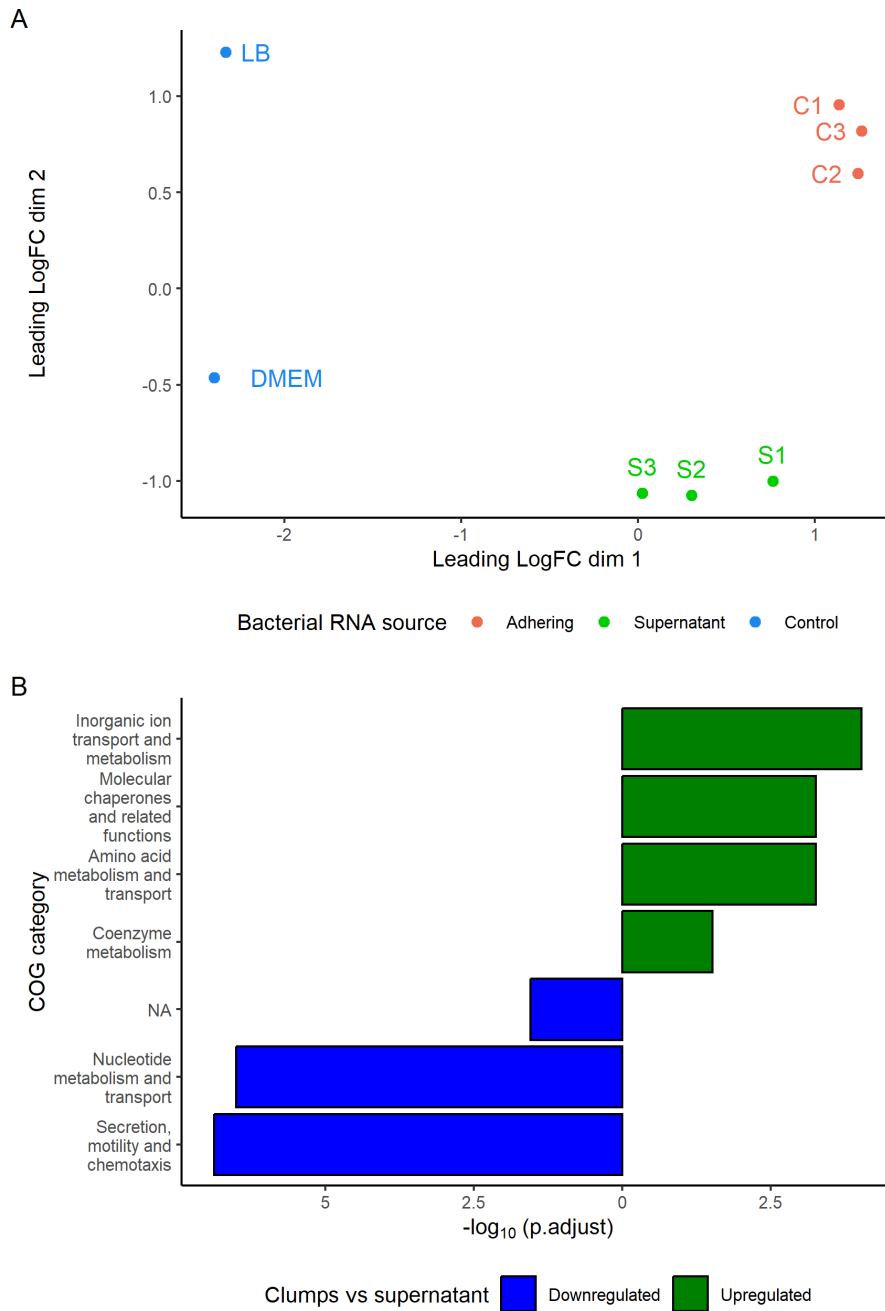 A
LB
C1
C3
C2
DMEM
S3
S2
S1
1.0
0.5
0.0
-0.5
-1.0
Leading LogFC dim 2
-2
-1
0
1
Leading LogFC dim 1
Bacterial RNA source
Adhering
Supernatant
Control
B
COG category
Inorganic ion
transport and
metabolism
Molecular
chaperones
and related
functions
Amino acid
metabolism and
transport
Coenzyme
metabolism
NA
Nucleotide
metabolism and
transport
Secretion,
motility and
chemotaxis
5
2.5
0
2.5
-log₁₀ (p.adjust)
Clumps vs supernatant
Downregulated
Upregulated